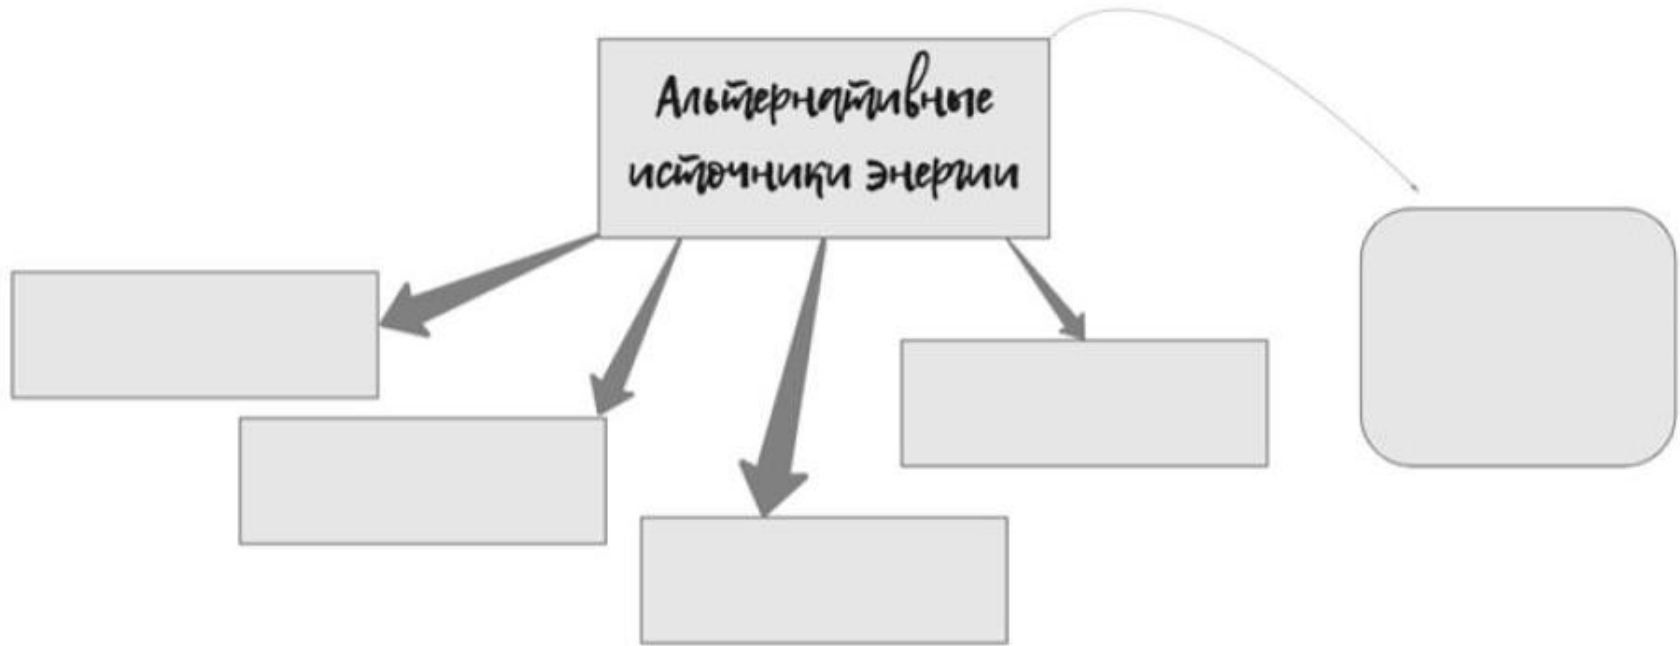 Альтернативные
источники энергии